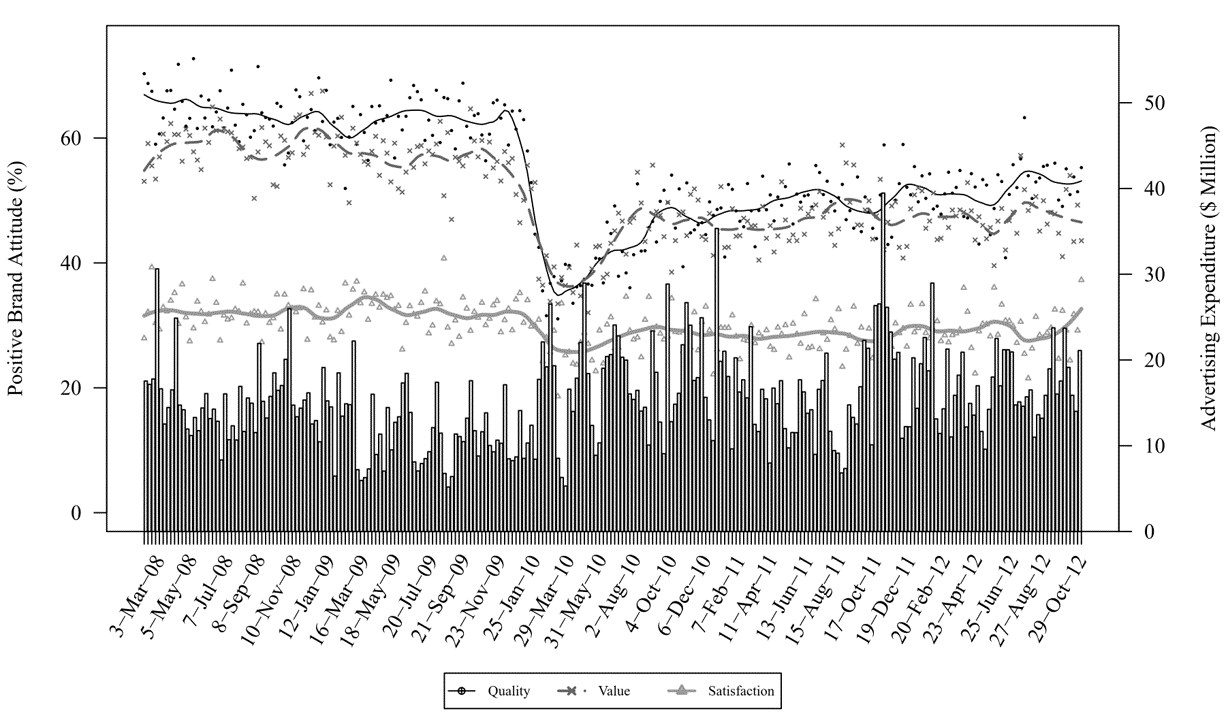 Positive Brand Attitude (%)
60
40
20
0
Advertising Expenditure ($ Million)
50
40
30
20
10
0
3−Mar−08
5−May−08
7−Jul−08
8−Sep−08
10−Nov−08
12−Jan−09
16−Mar−09
18−May−09
20−Jul−09
21−Sep−09
23−Nov−09
25−Jan−10
29−Mar−10
31−May−10
2−Aug−10
4−Oct−10
6−Dec−10
7−Feb−11
11−Apr−11
13−Jun−11
15−Aug−11
17−Oct−11
19−Dec−11
20−Feb−12
23−Apr−12
25−Jun−12
27−Aug−12
29−Oct−12
Quality Value Satisfaction